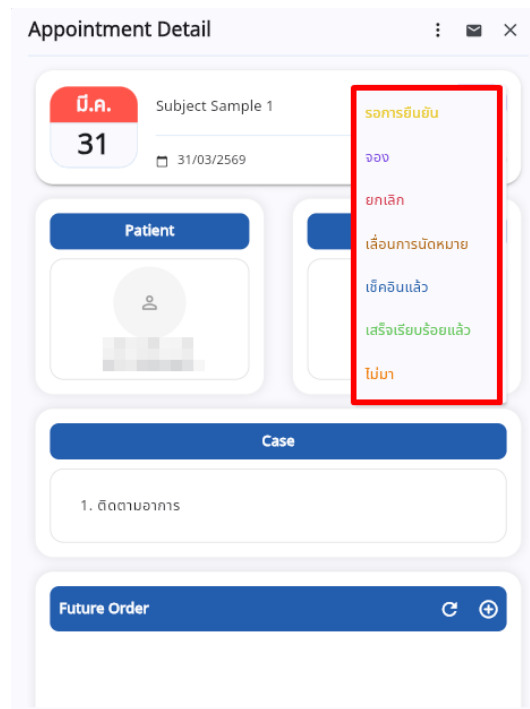 Appointment Detail
มี.ค.
31
Subject Sample 1
31/03/2569
รอการยืนยัน
จอง
ยกเลิก
เลื่อนการนัดหมาย
เช็คอินแล้ว
เสร็จเรียบร้อยแล้ว
ไม่มา
Patient
Case
1. ติดตามอาการ
Future Order